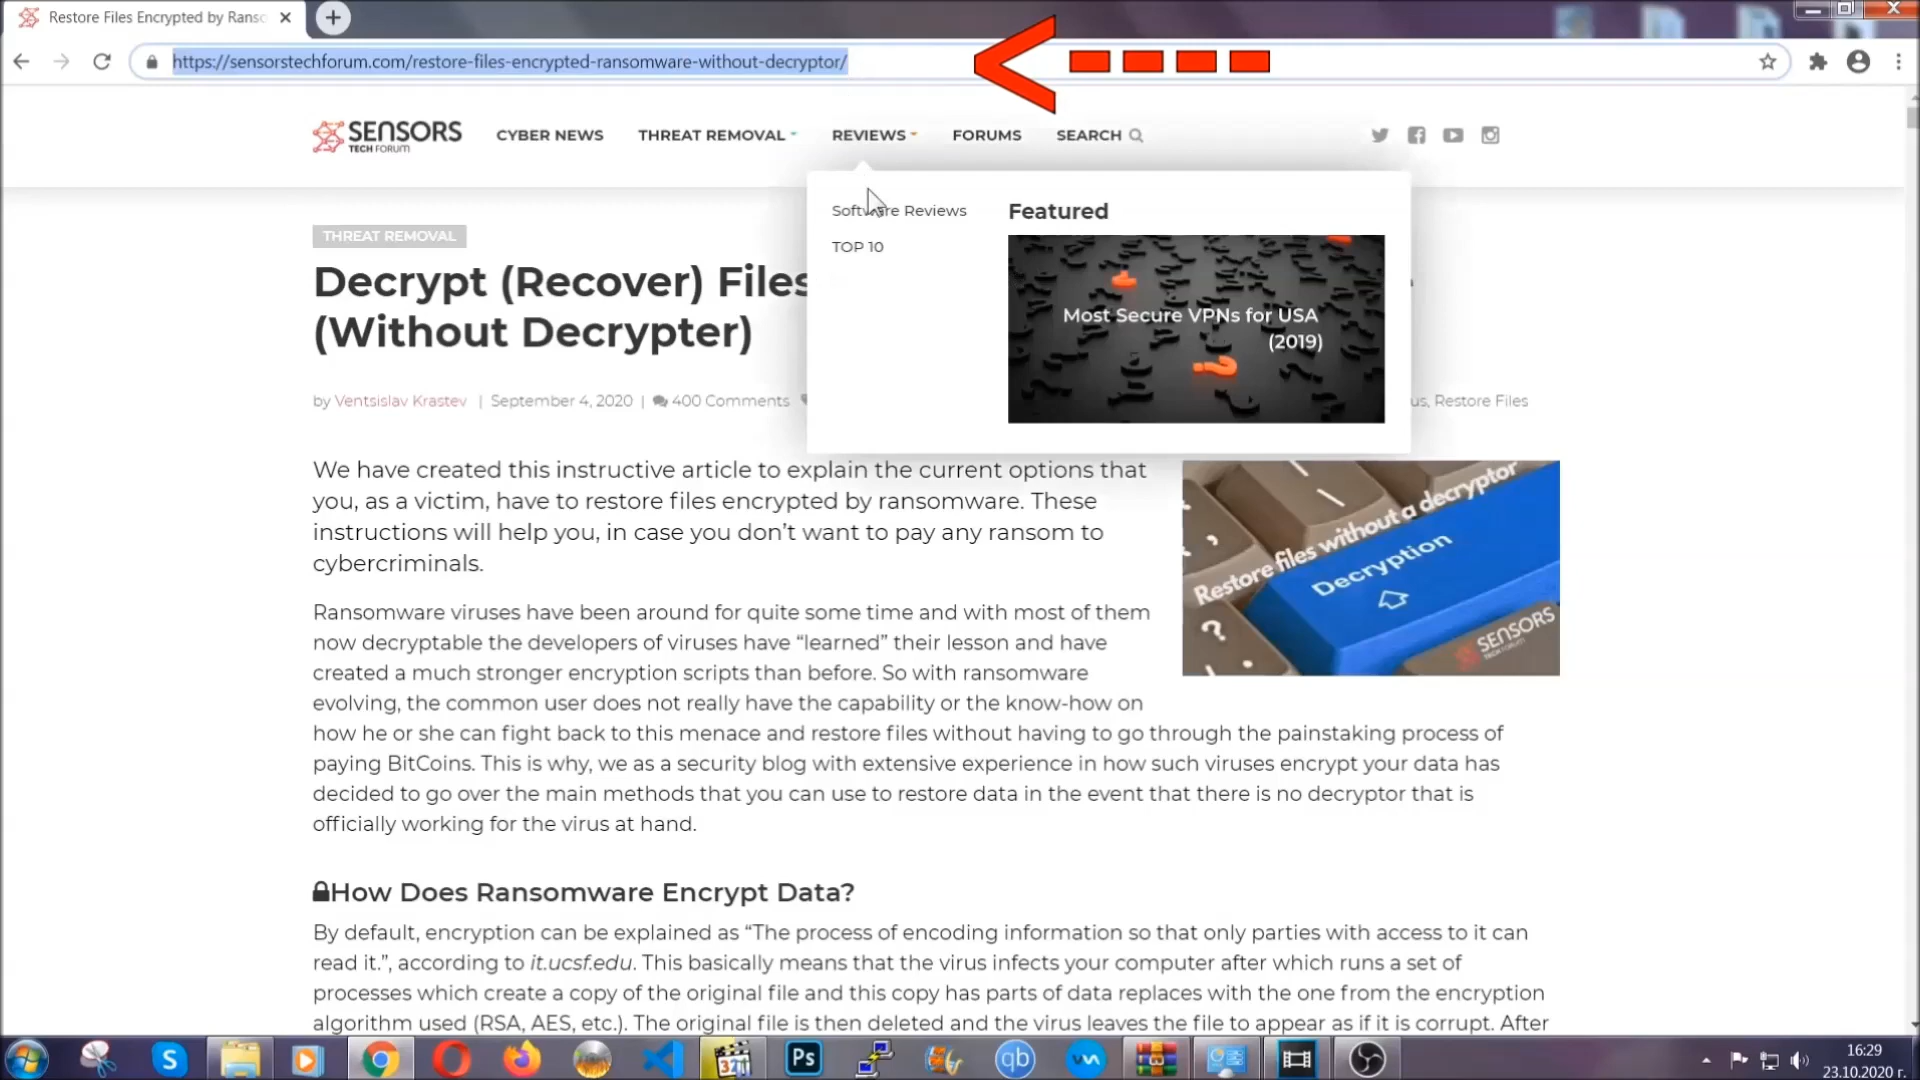 Restore Files Encrypted by Ranso
https://sensorstechforum.com/restore-files-encrypted-ransomware-without-decryptor/
SENSORS
TECH FORUM
CYBER NEWS
THREAT REMOVAL
REVIEWS
FORUMS
SEARCH
Software Reviews
TOP 10
Featured
Most Secure VPNs for USA
(2019)
THREAT REMOVAL
Decrypt (Recover) Files
(Without Decrypter)
by Ventsislav Krastev | September 4, 2020 | 400 Comments
us, Restore Files
We have created this instructive article to explain the current options that
you, as a victim, have to restore files encrypted by ransomware. These
instructions will help you, in case you don't want to pay any ransom to
cybercriminals.
Restore files without a decryptor
Decryption
SENSORS
TECH FORUM
Ransomware viruses have been around for quite some time and with most of them
now decryptable the developers of viruses have “learned” their lesson and have
created a much stronger encryption scripts than before. So with ransomware
evolving, the common user does not really have the capability or the know-how on
how he or she can fight back to this menace and restore files without having to go through the painstaking process of
paying BitCoins. This is why, we as a security blog with extensive experience in how such viruses encrypt your data has
decided to go over the main methods that you can use to restore data in the event that there is no decryptor that is
officially working for the virus at hand.
How Does Ransomware Encrypt Data?
By default, encryption can be explained as “The process of encoding information so that only parties with access to it can
read it.”, according to it.ucsf.edu. This basically means that the virus infects your computer after which runs a set of
processes which create a copy of the original file and this copy has parts of data replaces with the one from the encryption
algorithm used (RSA, AES, etc.). The original file is then deleted and the virus leaves the file to appear as if it is corrupt. After
S
321
Ps
qb
16:29
23.10.2020 г.